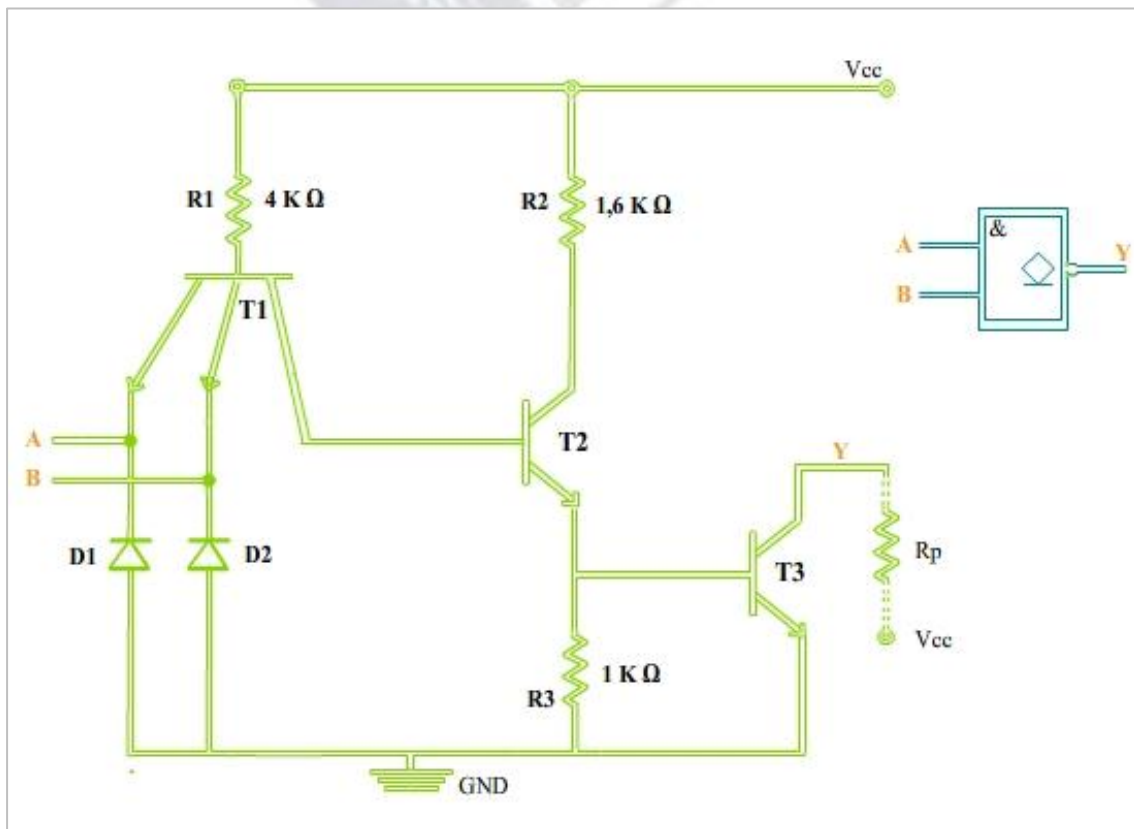 Vcc
R1 4 K Ω
R2 1,6 K Ω
&
A
B
Y
T1
A
B
T2
Y
D1
D2
T3
Rp
Vcc
R3
1 K Ω
GND